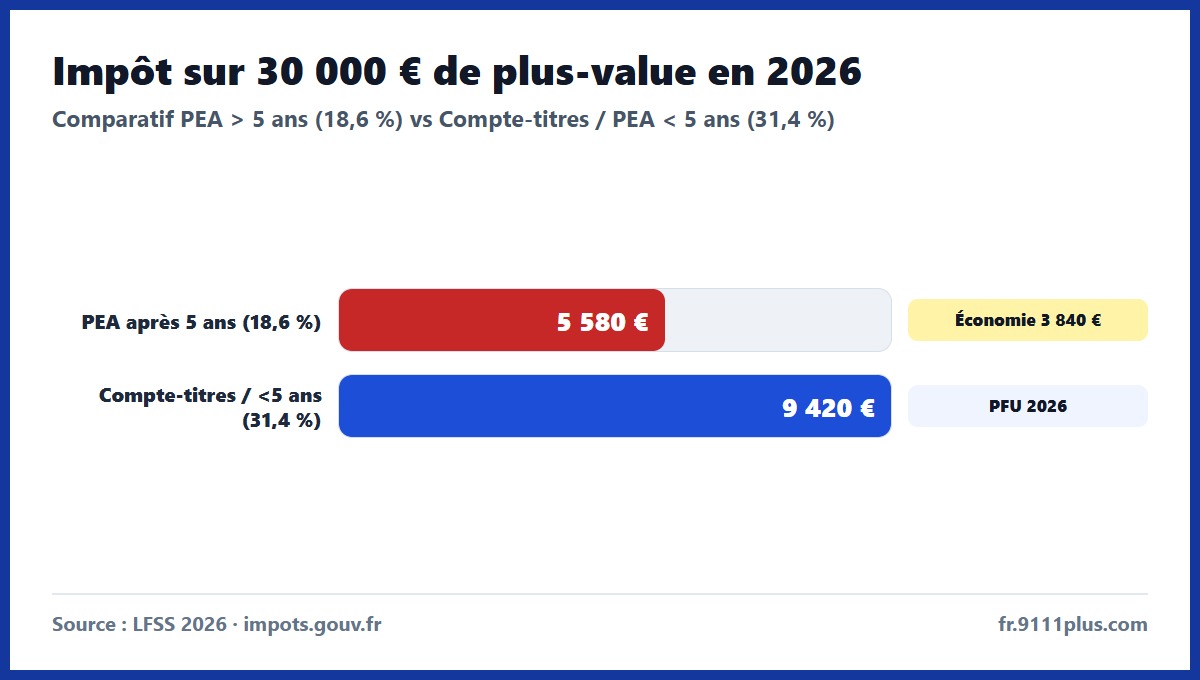 Impôt sur 30 000 € de plus-value en 2026
Comparatif PEA > 5 ans (18,6 %) vs Compte-titres / PEA < 5 ans (31,4 %)
PEA après 5 ans (18,6 %)
5 580 €
Économie 3 840 €
Compte-titres / <5 ans
(31,4 %)
9 420 €
PFU 2026
Source : LFSS 2026 · impots.gouv.fr
fr.9111plus.com